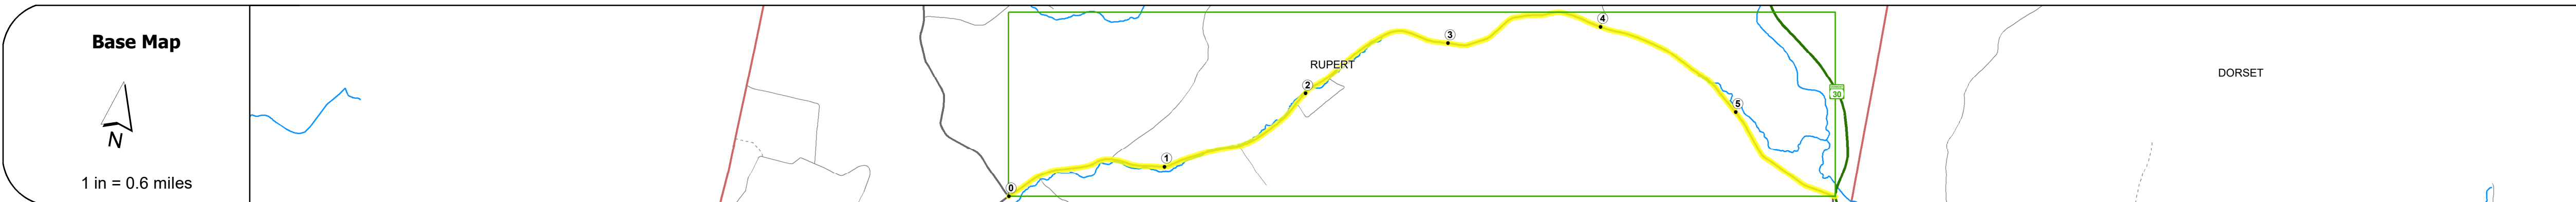 Base Map
N
1 in = 0.6 miles
0
1
2
RUPERT
3
4
5
30
DORSET